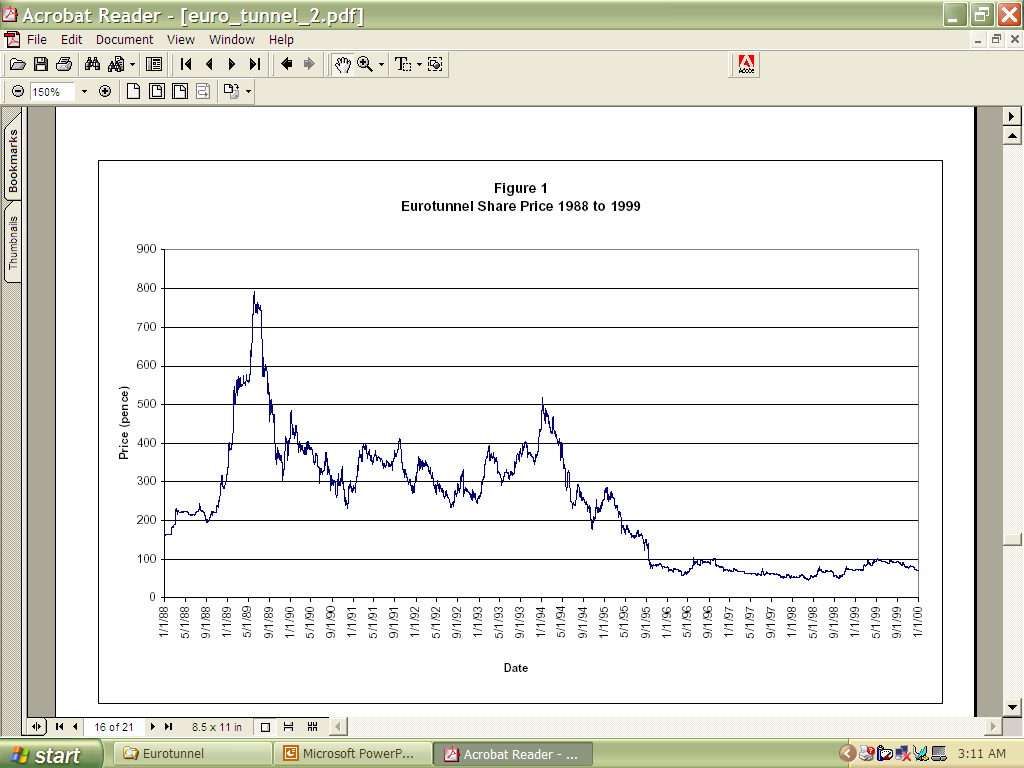 Acrobat Reader - [euro_tunnel_2.pdf]
File Edit Document View Window Help
Adobe
150%
Bookmarks
Thumbnails
Figure 1
Eurotunnel Share Price 1988 to 1999
900
800
700
600
500
400
300
200
100
0
Price (pence)
1/1/88 5/1/88 9/1/88 1/1/89 5/1/89 9/1/89 1/1/90 5/1/90 9/1/90 1/1/91 5/1/91 9/1/91 1/1/92 5/1/92 9/1/92 1/1/93 5/1/93 9/1/93 1/1/94 5/1/94 9/1/94 1/1/95 5/1/95 9/1/95 1/1/96 5/1/96 9/1/96 1/1/97 5/1/97 9/1/97 1/1/98 5/1/98 9/1/98 1/1/99 5/1/99 9/1/99 1/1/00
Date
16 of 21 8.5 x 11 in
start Eurotunnel Microsoft PowerP... Acrobat Reader - ... 3:11 AM